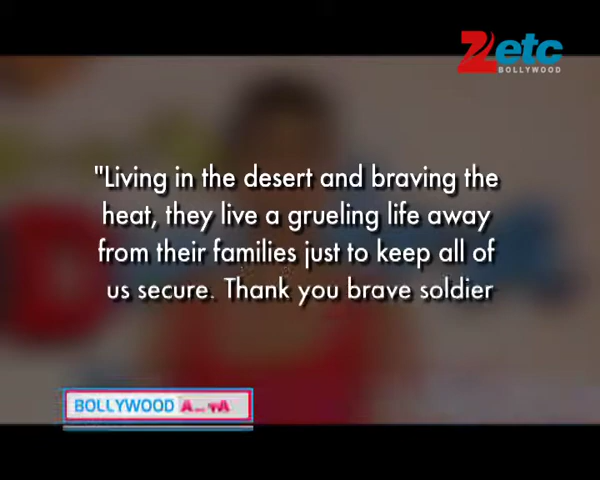 Zetc
BOLLYWOOD
"Living in the desert and braving the
heat, they live a grueling life away
from their families just to keep all of
us secure. Thank you brave soldier
BOLLYWOOD